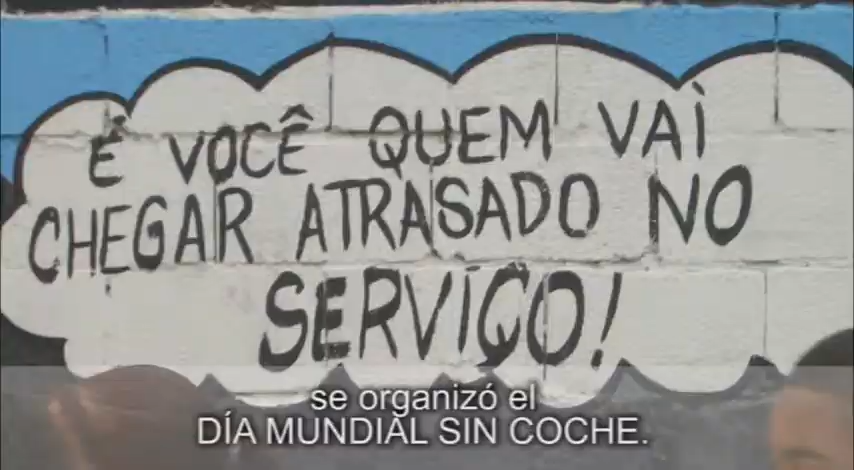 É VOCÊ QUEM VAI
CHEGAR ATRASADO NO
SERVIÇO!
se organizó el
DÍA MUNDIAL SIN COCHE.